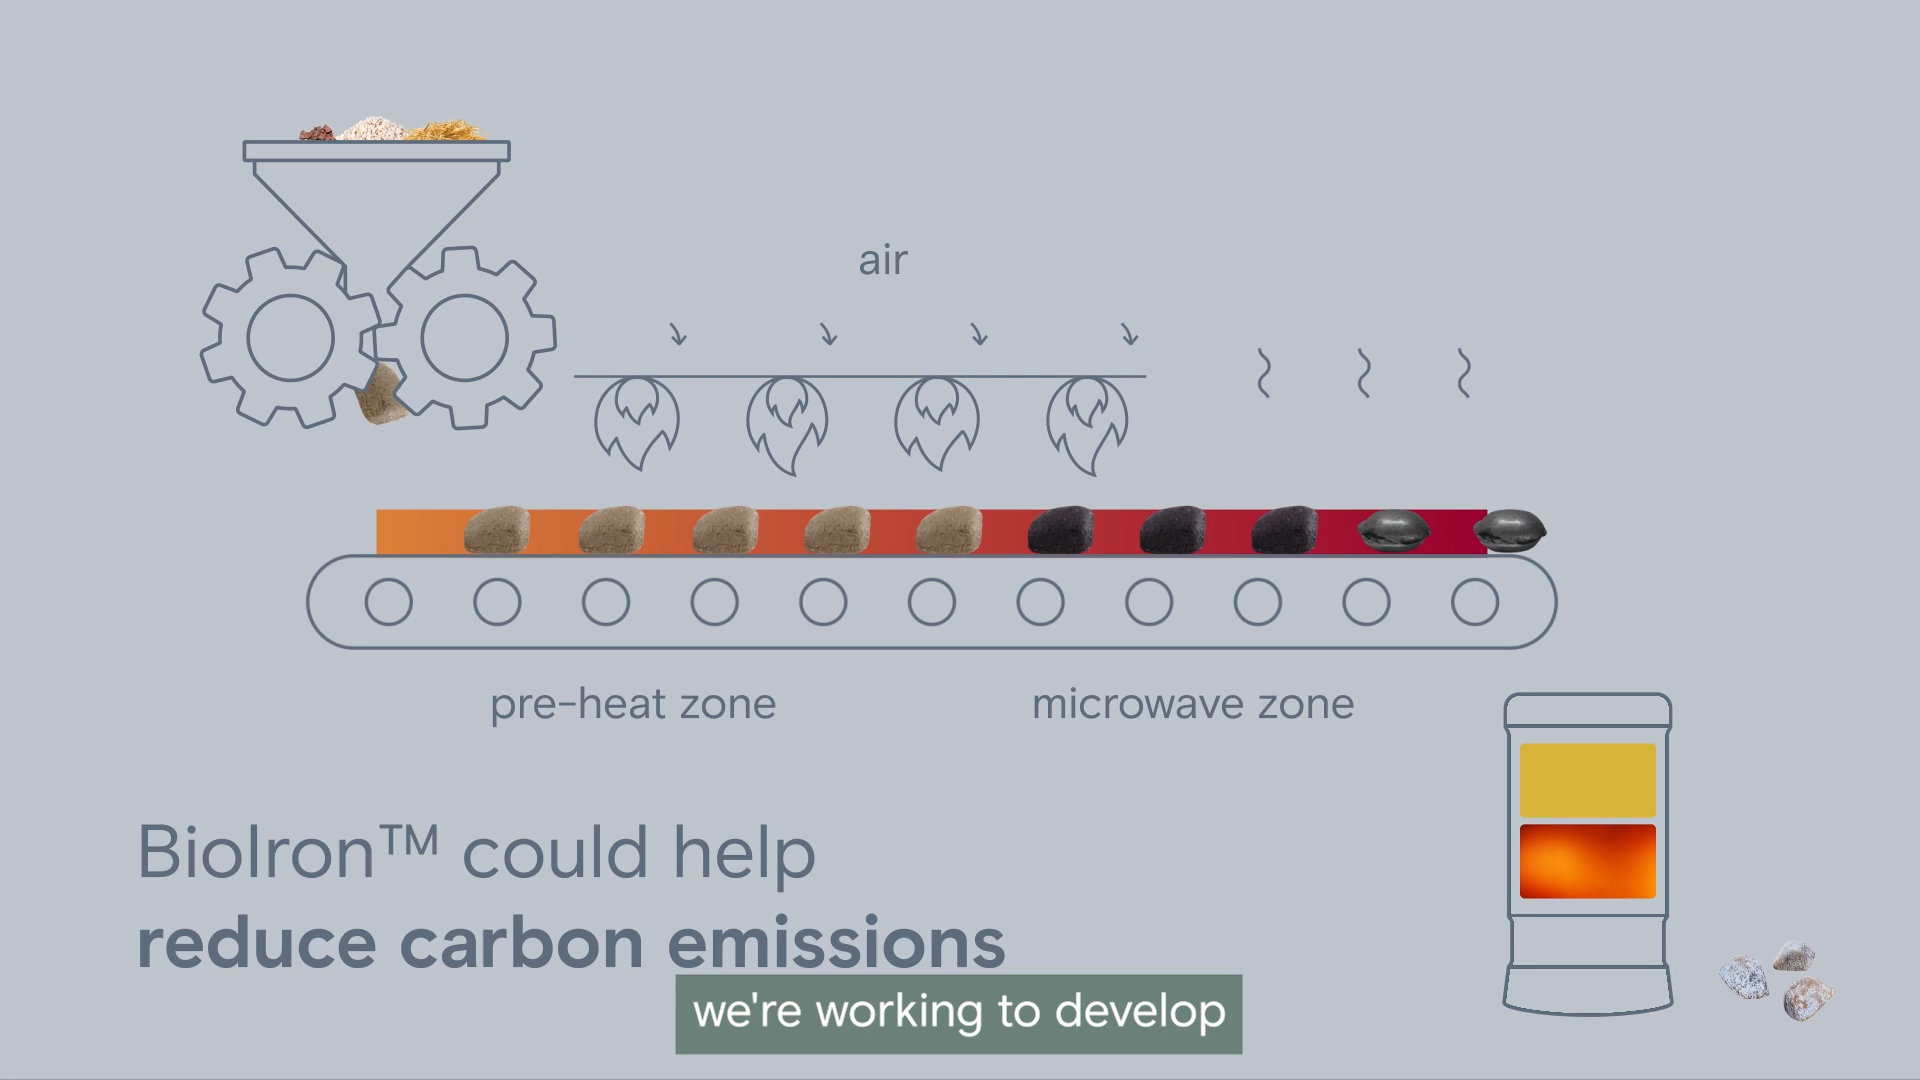 air
pre-heat zone
microwave zone
BioIron™ could help
reduce carbon emissions
we're working to develop